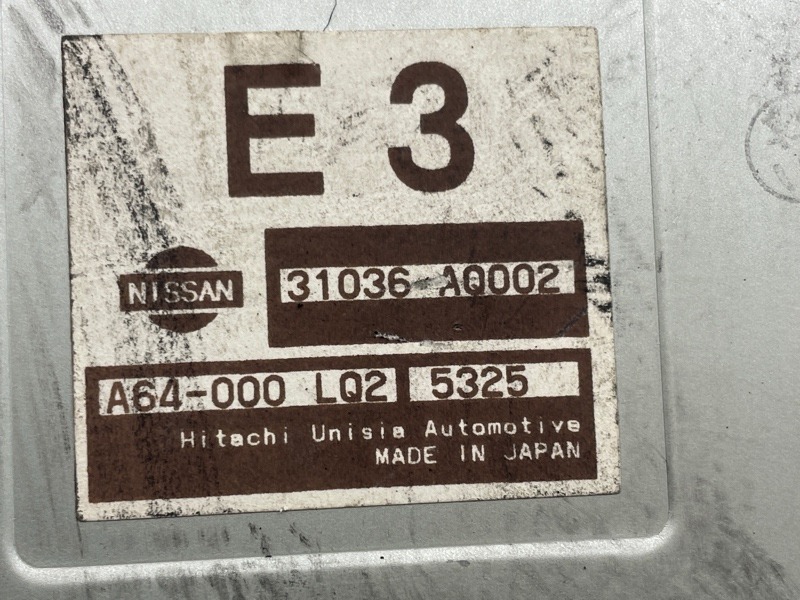 E 3
NISSAN
31036 AQ002
A64-000 LQ2 5325
Hitachi Unisia Automotive
MADE IN JAPAN